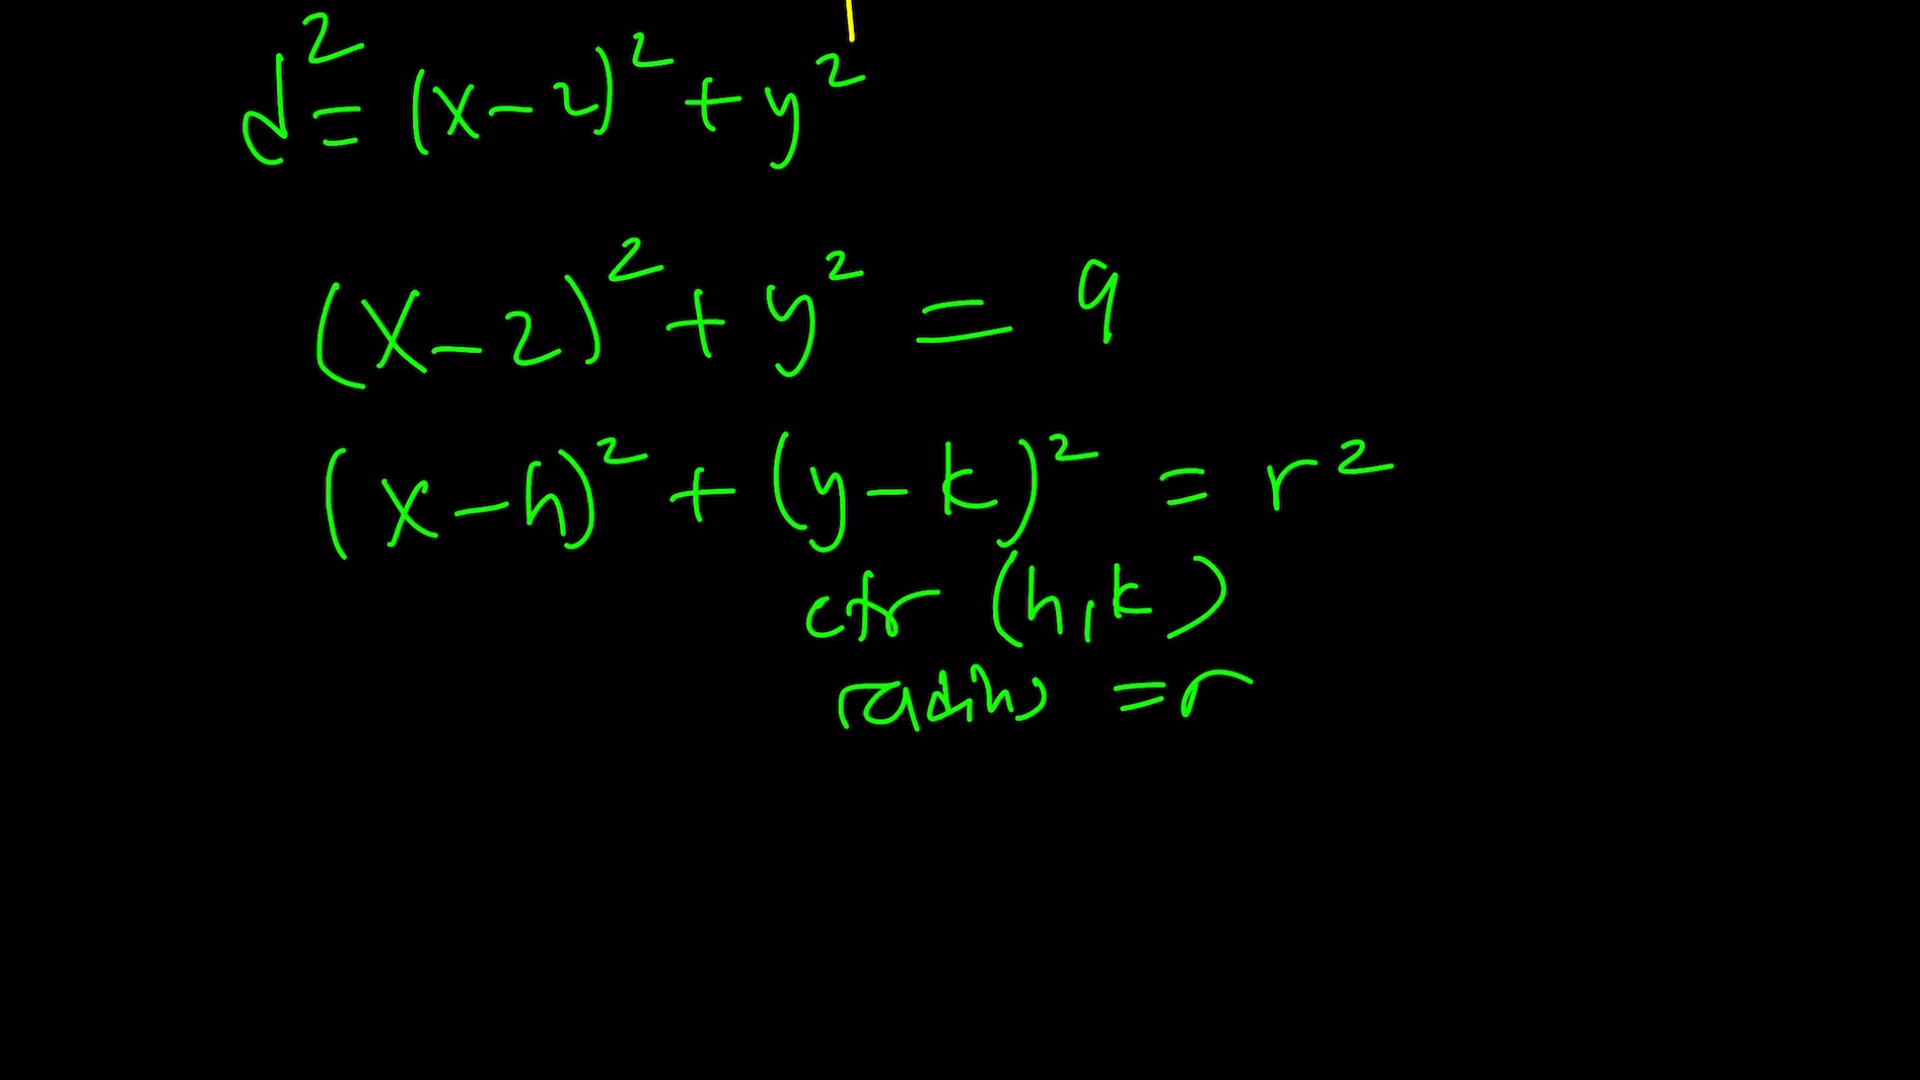 d² = (x-2)² + y²
(x-2)² + y² = 9
(x-h)² + (y-k)² = r²
ctr (h,k)
radius = r